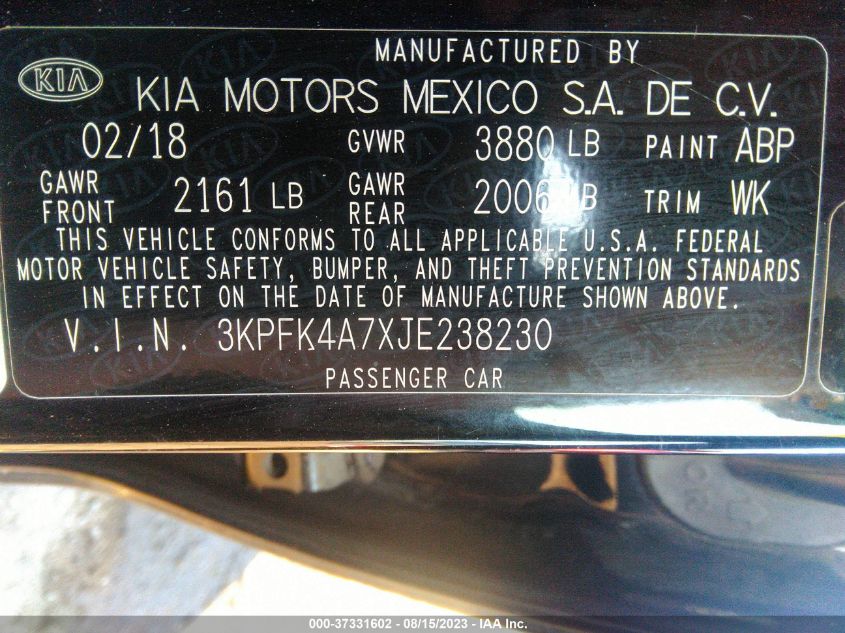 MANUFACTURED BY
KIA KIA MOTORS MEXICO S.A. DE C.V.
02/18 GVWR 3880 LB PAINT ABP
GAWR FRONT 2161 LB GAWR REAR 2006 LB TRIM WK
THIS VEHICLE CONFORMS TO ALL APPLICABLE U.S.A. FEDERAL
MOTOR VEHICLE SAFETY, BUMPER, AND THEFT PREVENTION STANDARDS
IN EFFECT ON THE DATE OF MANUFACTURE SHOWN ABOVE.
V.I.N. 3KPFK4A7XJE238230
PASSENGER CAR
000-37331602 - 08/15/2023 - IAA Inc.